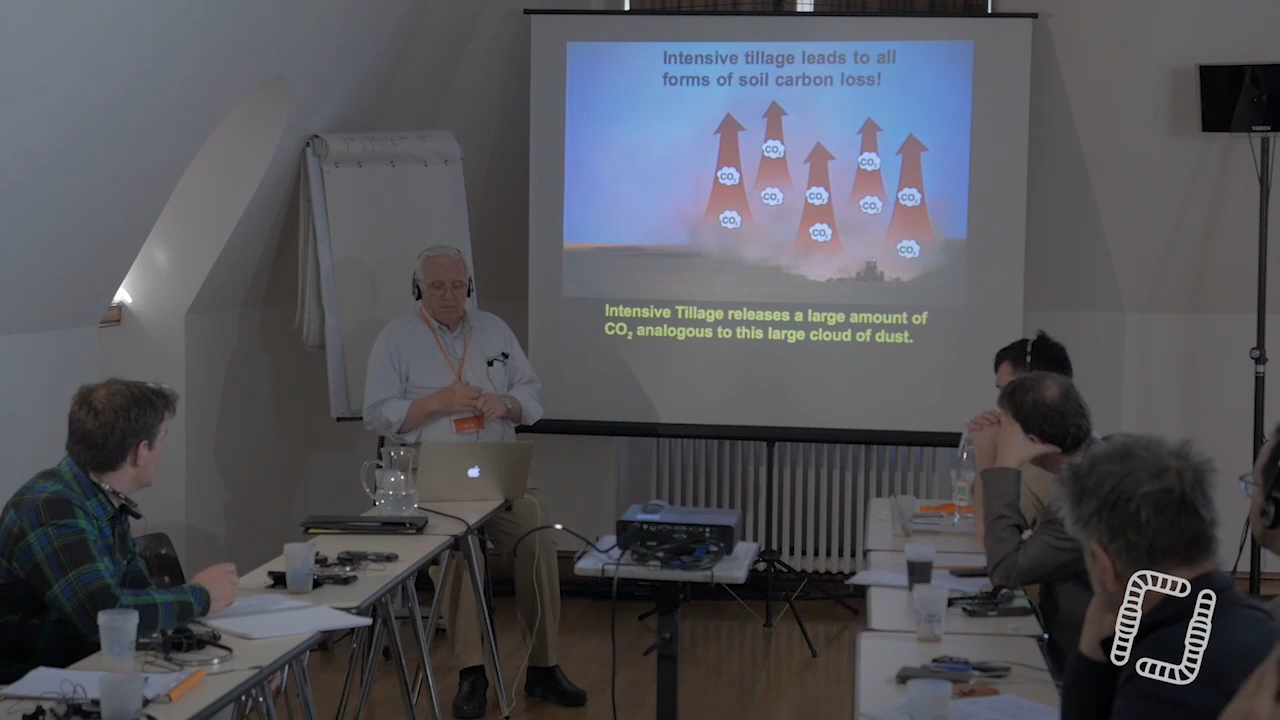 Intensive tillage leads to all
forms of soil carbon loss!
CO₂
CO₂
CO₂
CO₂
CO₂
CO₂
CO₂
CO₂
CO₂
CO₂
Intensive Tillage releases a large amount of
CO₂ analogous to this large cloud of dust.